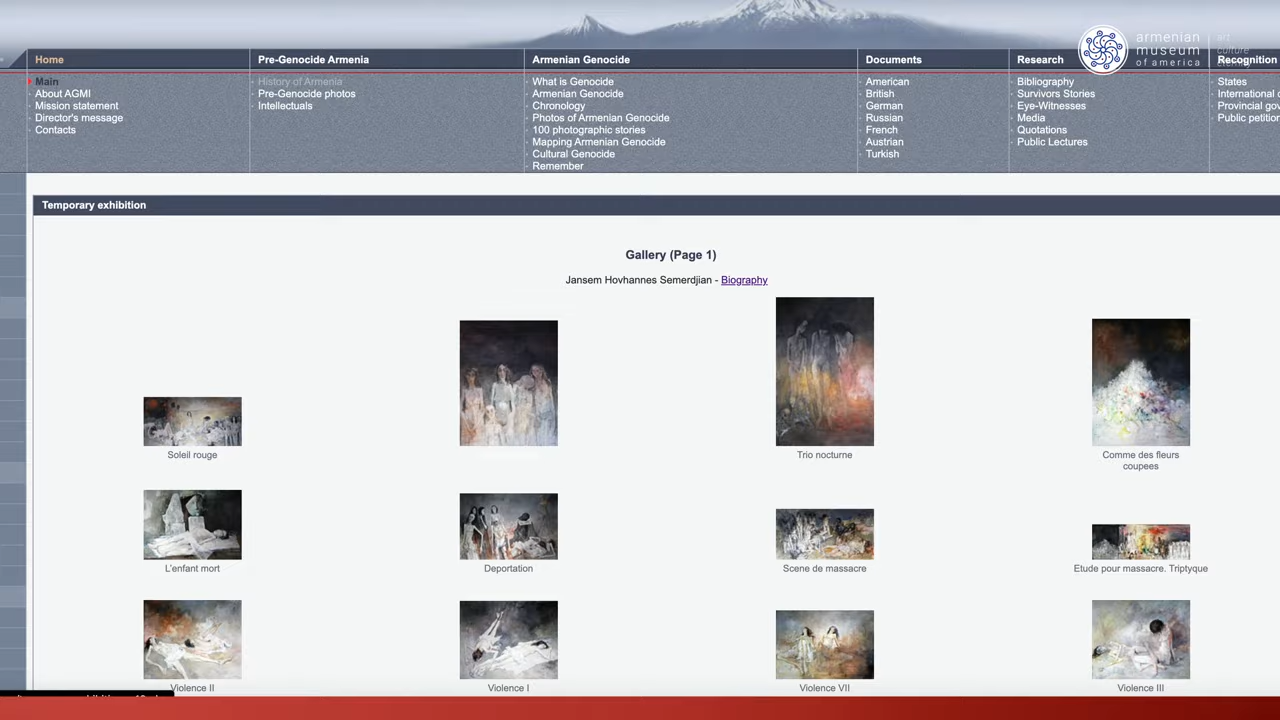 armenian
museum
of america
art
culture
Home
Pre-Genocide Armenia
Armenian Genocide
Documents
Research
Recognition
Main
About AGMI
Mission statement
Director's message
Contacts
History of Armenia
Pre-Genocide photos
Intellectuals
What is Genocide
Armenian Genocide
Chronology
Photos of Armenian Genocide
100 photographic stories
Mapping Armenian Genocide
Cultural Genocide
Remember
American
British
German
Russian
French
Austrian
Turkish
Bibliography
Survivors Stories
Eye-Witnesses
Media
Quotations
Public Lectures
States
International
Provincial
Public
Temporary exhibition
Gallery (Page 1)
Jansem Hovhannes Semerdjian - Biography
Soleil rouge
Trio nocturne
Comme des fleurs
coupees
L'enfant mort
Deportation
Scene de massacre
Etude pour massacre. Triptyque
Violence II
Violence I
Violence VII
Violence III